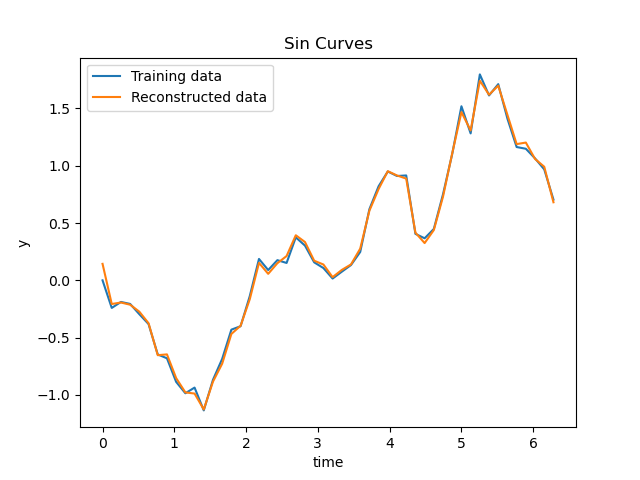 Sin Curves
Training data
Reconstructed data
1.5
1.0
0.5
0.0
−0.5
−1.0
y
0 1 2 3 4 5 6
time